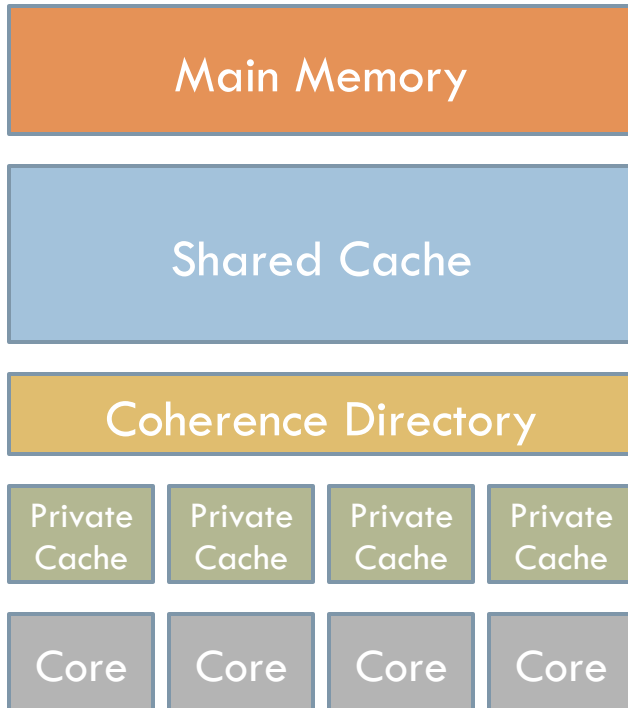 Main Memory
Shared Cache
Coherence Directory
Private Cache
Private Cache
Private Cache
Private Cache
Core
Core
Core
Core